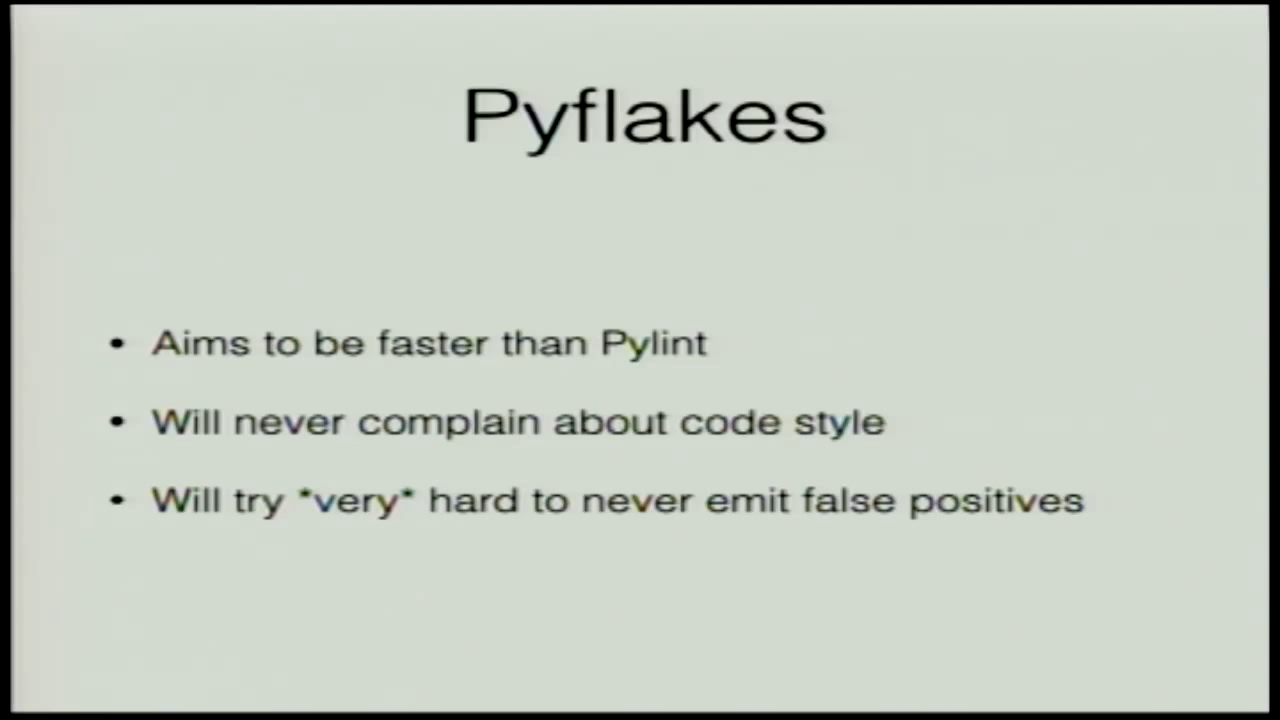 Pyflakes
• Aims to be faster than Pylint
• Will never complain about code style
• Will try *very* hard to never emit false positives